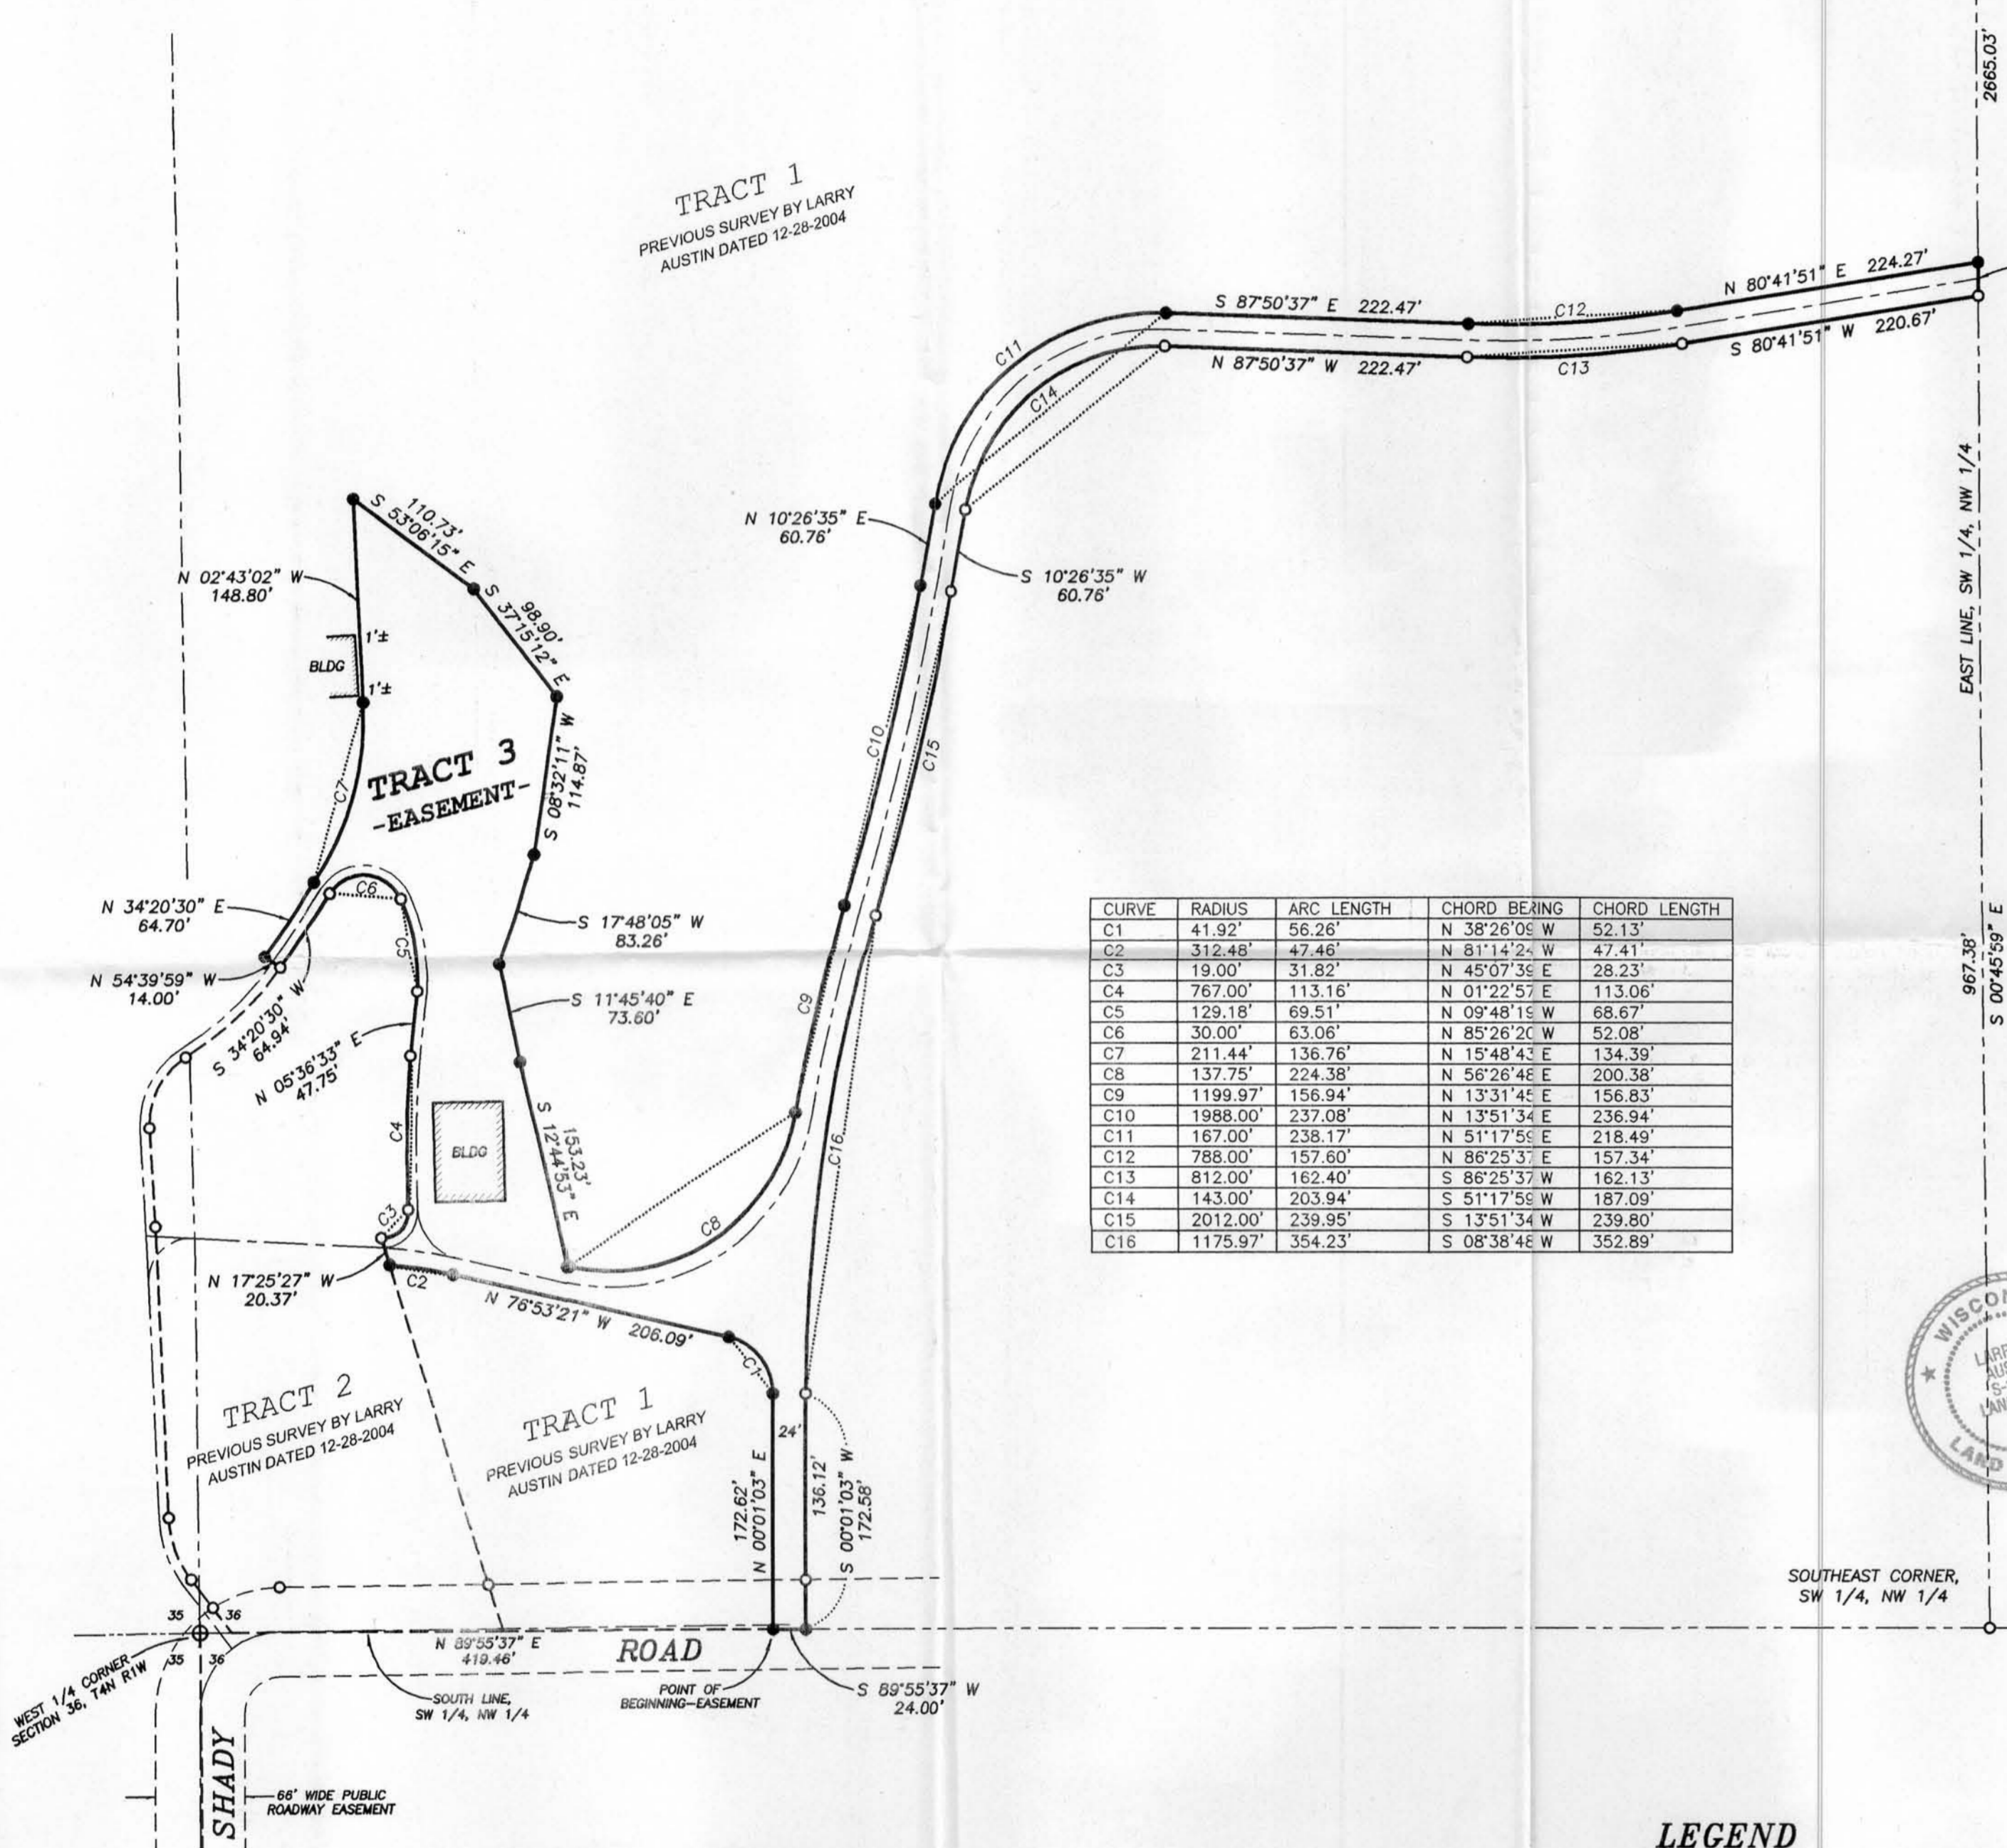 2665.03'
TRACT 1
PREVIOUS SURVEY BY LARRY
AUSTIN DATED 12-28-2004
N 80°41'51" E 224.27'
S 80°41'51" W 220.67'
S 87°50'37" E 222.47'
C12
N 87°50'37" W 222.47'
C13
C11
C14
N 10°26'35" E
60.76'
S 10°26'35" W
60.76'
EAST LINE, SW 1/4, NW 1/4
110.73'
S 53°06'15" E
98.90'
S 37°15'12" E
N 02°43'02" W
148.80'
1'±
BLDG
1'±
TRACT 3
-EASEMENT-
C7
S 08°32'11" W
114.87'
C10
C15
N 34°20'30" E
64.70'
C6
S 17°48'05" W
83.26'
C5
N 54°39'59" W
14.00'
S 34°20'30" W
64.94'
S 11°45'40" E
73.60'
C9
N 05°36'33" E
47.75'
967.38'
S 00°45'59" E
CURVE RADIUS ARC LENGTH CHORD BEARING CHORD LENGTH
C1 41.92' 56.26' N 38°26'09 W 52.13'
C2 312.48' 47.46' N 81°14'24 W 47.41'
C3 19.00' 31.82' N 45°07'39 E 28.23'
C4 767.00' 113.16' N 01°22'57 E 113.06'
C5 129.18' 69.51' N 09°48'19 W 68.67'
C6 30.00' 63.06' N 85°26'20 W 52.08'
C7 211.44' 136.76' N 15°48'43 E 134.39'
C8 137.75' 224.38' N 56°26'48 E 200.38'
C9 1199.97' 156.94' N 13°31'45 E 156.83'
C10 1988.00' 237.08' N 13°51'34 E 236.94'
C11 167.00' 238.17' N 51°17'59 E 218.49'
C12 788.00' 157.60' N 86°25'37 E 157.34'
C13 812.00' 162.40' S 86°25'37 W 162.13'
C14 143.00' 203.94' S 51°17'59 W 187.09'
C15 2012.00' 239.95' S 13°51'34 W 239.80'
C16 1175.97' 354.23' S 08°38'48 W 352.89'
C4
BLDG
153.23'
S 12°44'53" E
C16
C3
C8
N 17°25'27" W
20.37'
C2
N 76°53'21" W 206.09'
C1
TRACT 2
PREVIOUS SURVEY BY LARRY
AUSTIN DATED 12-28-2004
TRACT 1
PREVIOUS SURVEY BY LARRY
AUSTIN DATED 12-28-2004
24'
172.62'
N 00°01'03" E
136.12'
S 00°01'03" W
172.58'
LAND
SOUTHEAST CORNER,
SW 1/4, NW 1/4
35 36
35 36
N 89°55'37" E
419.46'
ROAD
WEST 1/4 CORNER
SECTION 36, T4N R1W
SOUTH LINE,
SW 1/4, NW 1/4
POINT OF
BEGINNING-EASEMENT
S 89°55'37" W
24.00'
SHADY
66' WIDE PUBLIC
ROADWAY EASEMENT
LEGEND